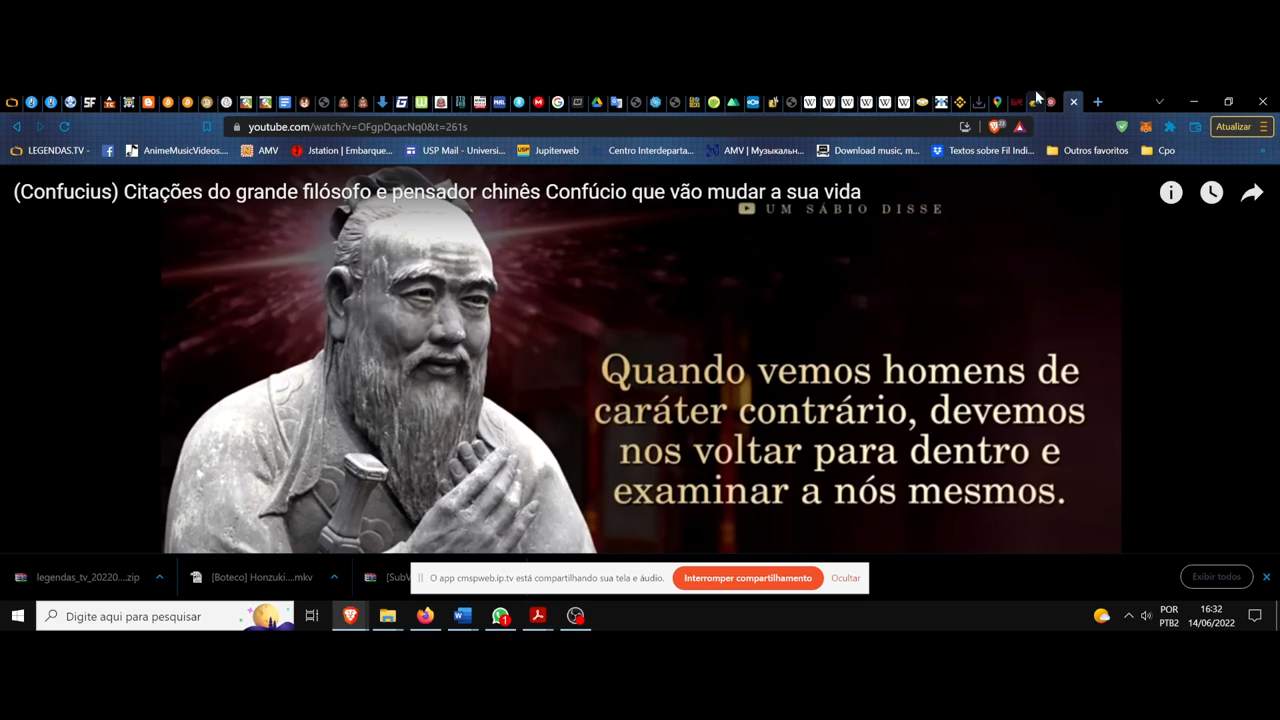 youtube.com/watch?v=OFgpDqacNq0&t=261s
Atualizar
LEGENDAS.TV -
AnimeMusicVideos...
AMV
Jstation | Embarque...
USP Mail - Universi...
Jupiterweb
Centro Interdeparta...
AMV | Музыкальн...
Download music, m...
Textos sobre Fil Indi...
Outros favoritos
Cpo
(Confucius) Citações do grande filósofo e pensador chinês Confúcio que vão mudar a sua vida
UM SÁBIO DISSE
Quando vemos homens de
caráter contrário, devemos
nos voltar para dentro e
examinar a nós mesmos.
legendas_tv_20220....zip
[Boteco] Honzuki....mkv
[SubV
O app cmspweb.ip.tv está compartilhando sua tela e áudio.
Interromper compartilhamento
Ocultar
Exibir todos
Digite aqui para pesquisar
POR
PTB2
16:32
14/06/2022